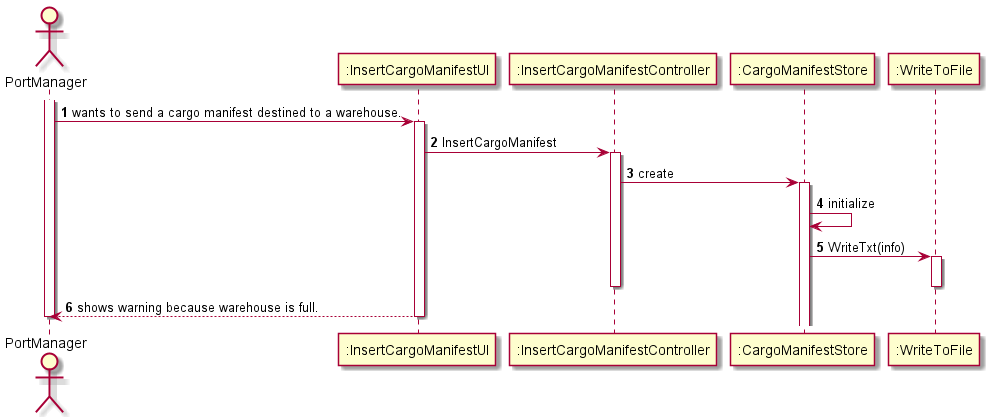 PortManager
:InsertCargoManifestUI :InsertCargoManifestController :CargoManifestStore :WriteToFile
1 wants to send a cargo manifest destined to a warehouse.
2 InsertCargoManifest
3 create
4 initialize
5 WriteTxt(info)
6 shows warning because warehouse is full.
PortManager
:InsertCargoManifestUI :InsertCargoManifestController :CargoManifestStore :WriteToFile